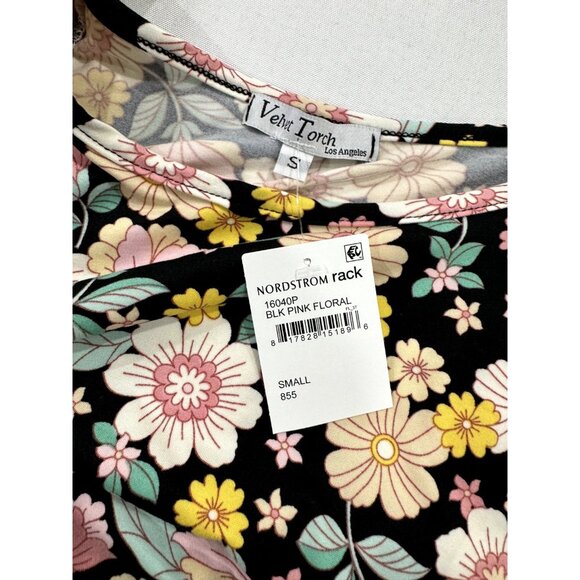 Velvet Torch
Los Angeles
S
NORDSTROM rack
16040P
BLK PINK FLORAL
8 17828 15189 6
SMALL
855